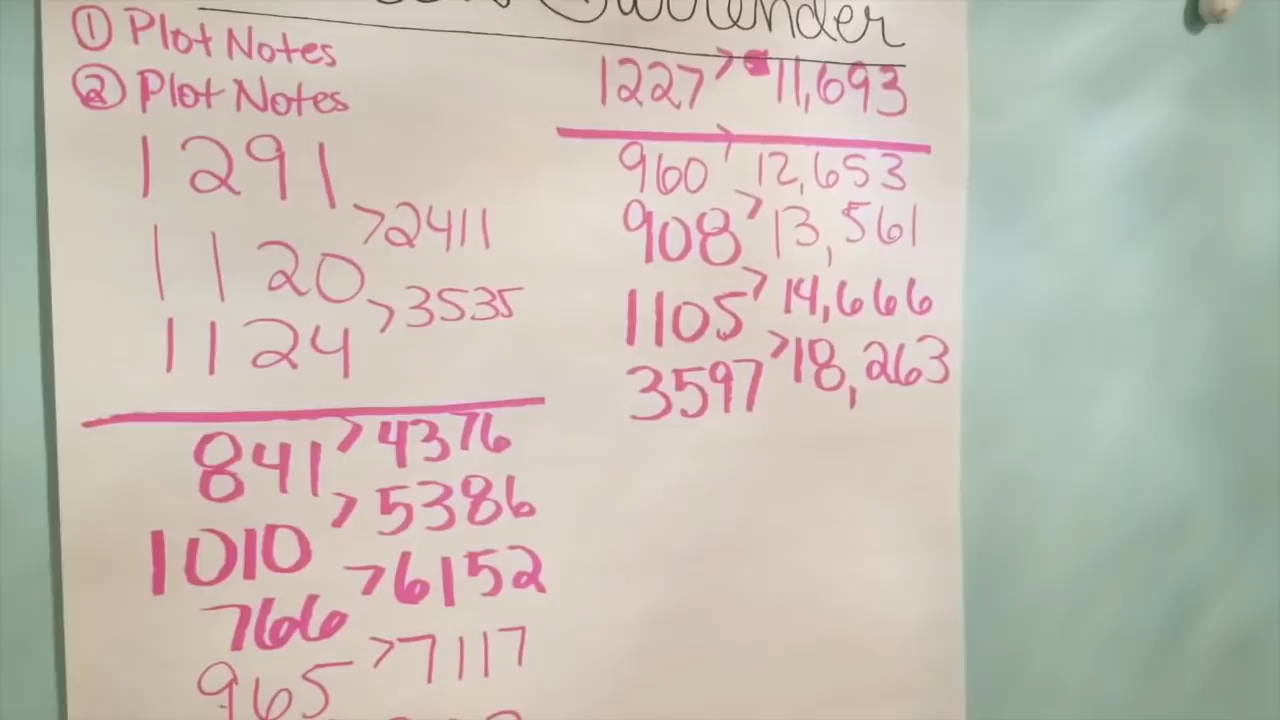 Surrender
① Plot Notes
② Plot Notes
1291
>2411
1120
>3535
1124
841 >4376
1010 >5386
766 >6152
965 >7117
1227 > 11,693
960 > 12,653
908 > 13,561
1105 > 14,666
3597 > 18,263